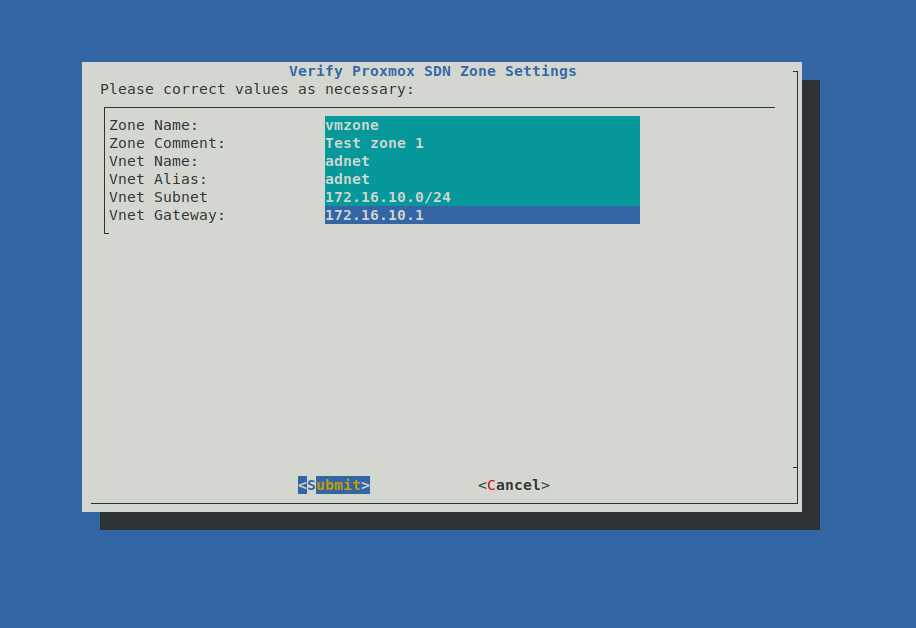 Verify Proxmox SDN Zone Settings
Please correct values as necessary:
Zone Name: vmzone
Zone Comment: Test zone 1
Vnet Name: adnet
Vnet Alias: adnet
Vnet Subnet 172.16.10.0/24
Vnet Gateway: 172.16.10.1
<Submit> <Cancel>